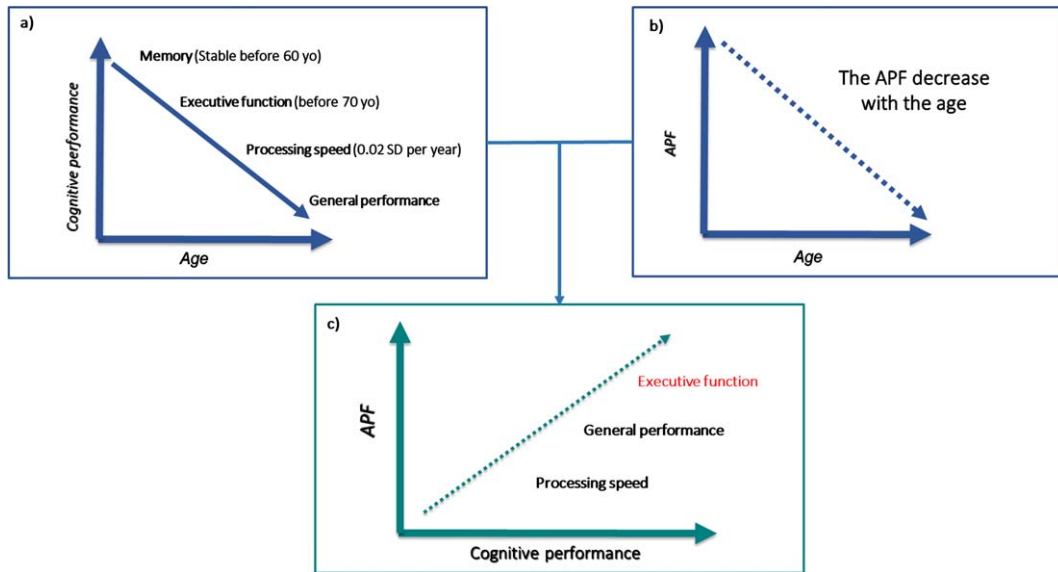 a)
Memory (Stable before 60 yo)
Executive function (before 70 yo)
Processing speed (0.02 SD per year)
General performance
Cognitive performance
Age
b)
The APF decrease
with the age
APF
Age
c)
Executive function
General performance
Processing speed
APF
Cognitive performance